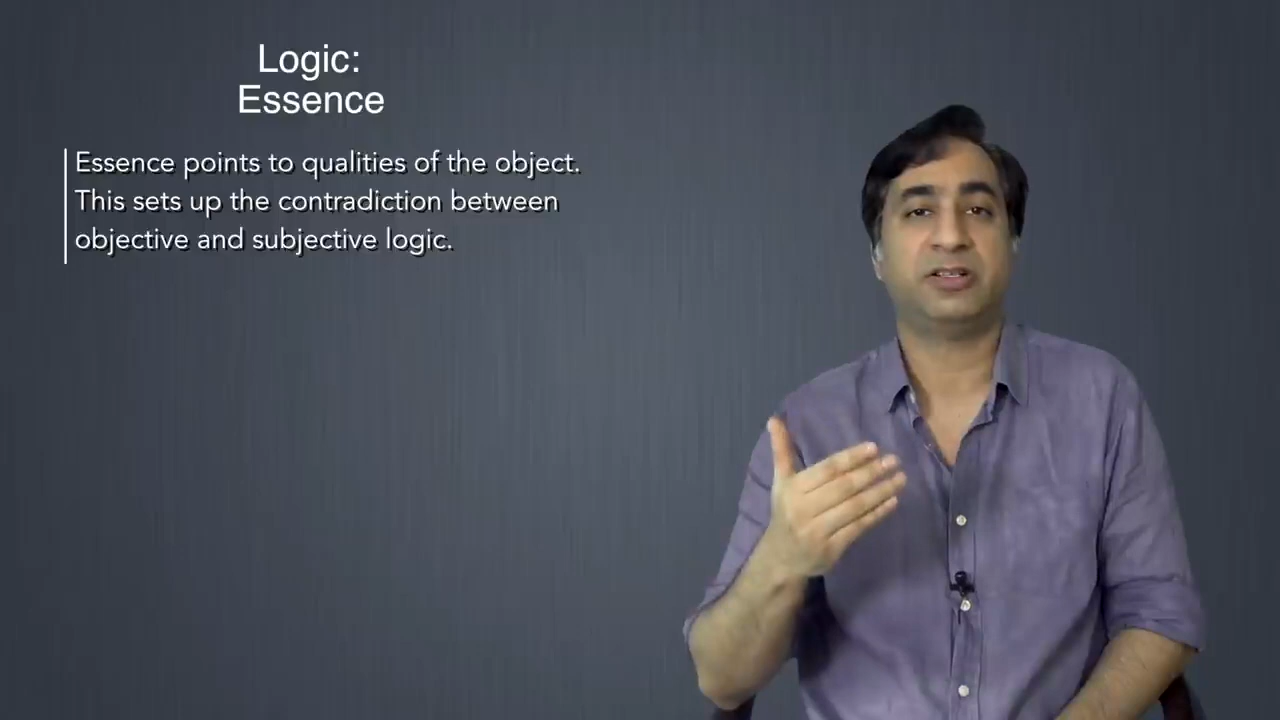 Logic:
Essence
Essence points to qualities of the object.
This sets up the contradiction between
objective and subjective logic.